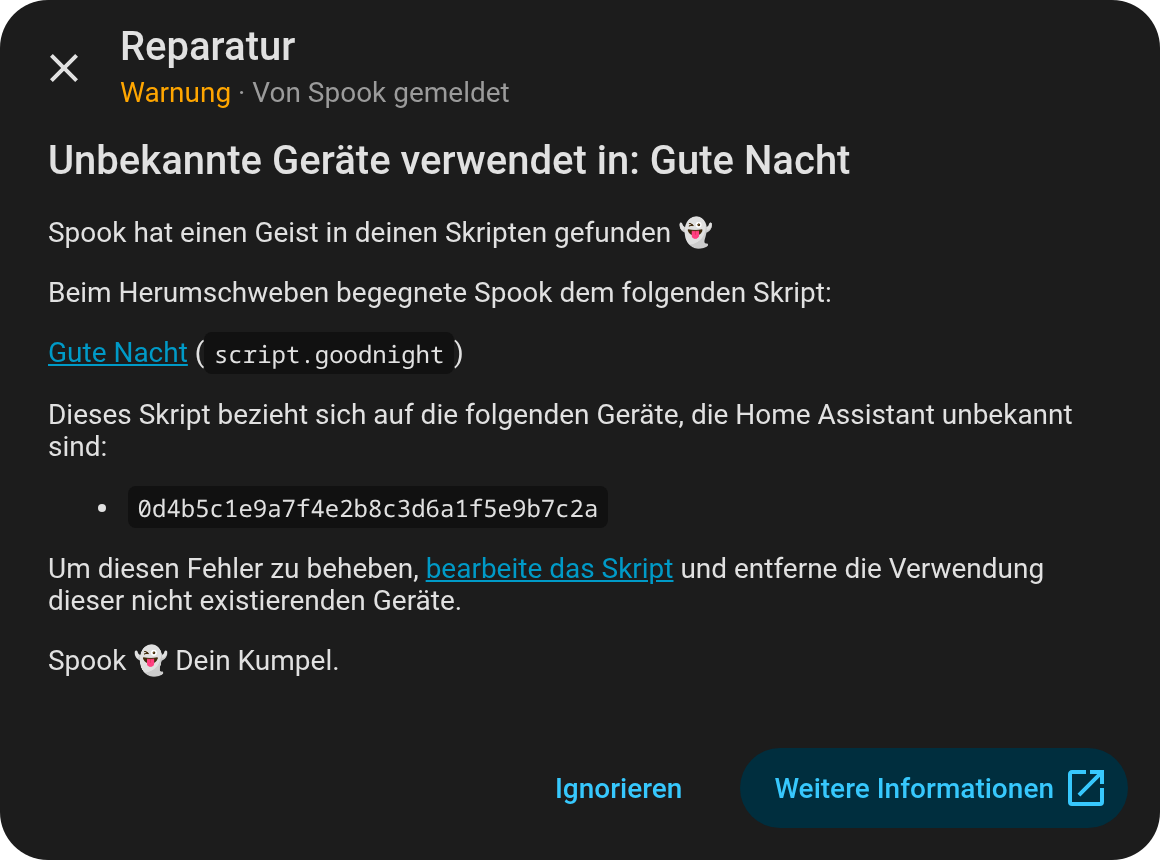 Reparatur
Warnung · Von Spook gemeldet
Unbekannte Geräte verwendet in: Gute Nacht
Spook hat einen Geist in deinen Skripten gefunden 👻
Beim Herumschweben begegnete Spook dem folgenden Skript:
Gute Nacht (script.goodnight)
Dieses Skript bezieht sich auf die folgenden Geräte, die Home Assistant unbekannt
sind:
• 0d4b5c1e9a7f4e2b8c3d6a1f5e9b7c2a
Um diesen Fehler zu beheben, bearbeite das Skript und entferne die Verwendung
dieser nicht existierenden Geräte.
Spook 👻 Dein Kumpel.
Ignorieren
Weitere Informationen